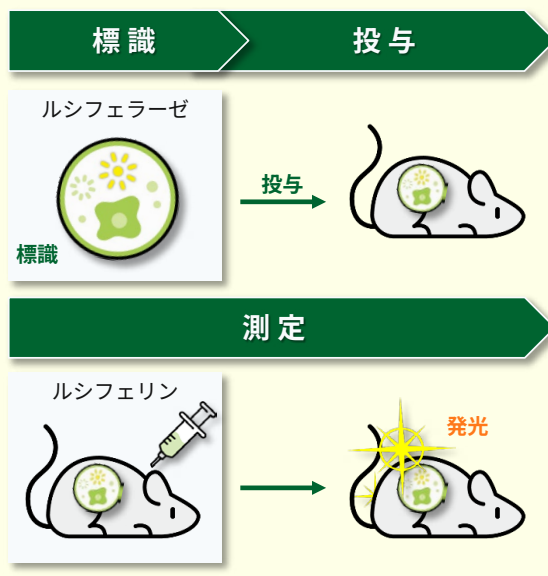 標識
投与
ルシフェラーゼ
標識
投与
測定
ルシフェリン
発光